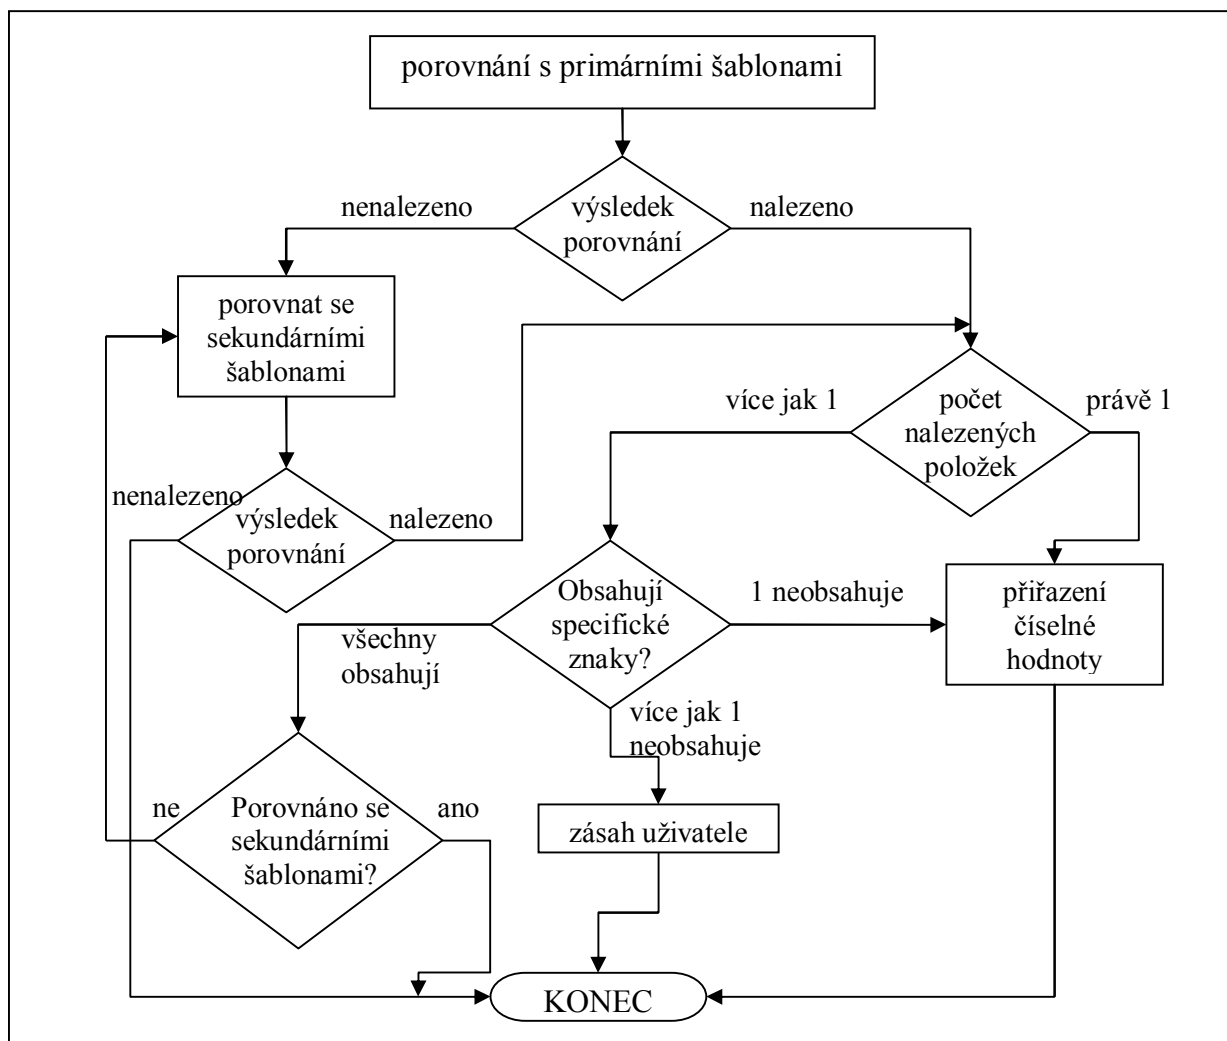 porovnání s primárními šablonami
nenalezeno
výsledek
porovnání
nalezeno
porovnat se
sekundárními
šablonami
více jak 1
počet
nalezených
položek
právě 1
nenalezeno
výsledek
porovnání
nalezeno
Obsahují
specifické
znaky?
1 neobsahuje
přiřazení
číselné
hodnoty
všechny
obsahují
více jak 1
neobsahuje
ne
Porovnáno se
sekundárními
šablonami?
ano
zásah uživatele
KONEC